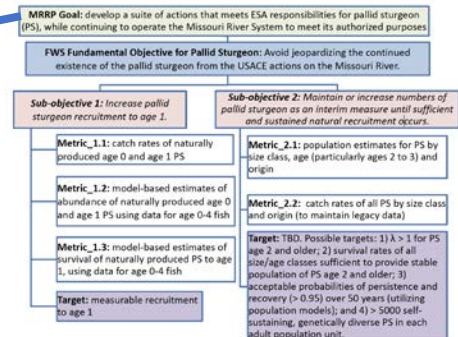 MRRP Goal: develop a suite of actions that meets ESA responsibilities for pallid sturgeon
(PS), while continuing to operate the Missouri River System to meet its authorized purposes
FWS Fundamental Objective for Pallid Sturgeon: Avoid jeopardizing the continued
existence of the pallid sturgeon from the USACE actions on the Missouri River.
Sub-objective 1: Increase pallid
sturgeon recruitment to age 1.
Metric_1.1: catch rates of naturally
produced age 0 and age 1 PS
Metric_1.2: model-based estimates of
abundance of naturally produced age 0
and age 1 PS using data for age 0-4 fish
Metric_1.3: model-based estimates of
survival of naturally produced PS to age
1, using data for age 0-4 fish
Target: measurable recruitment
to age 1
Sub-objective 2: Maintain or increase numbers of
pallid sturgeon as an interim measure until sufficient
and sustained natural recruitment occurs.
Metric_2.1: population estimates for PS by
size class, age (particularly ages 2 to 3) and
origin
Metric_2.2: catch rates of all PS by size class
and origin (to maintain legacy data)
Target: TBD. Possible targets: 1) λ > 1 for PS
age 2 and older; 2) survival rates of
all size/age classes sufficient to provide stable
population of PS age 2 and older; 3)
acceptable probabilities of persistence and
recovery (> 0.95) over 50 years (utilizing
population models); and 4) > 5000 self-
sustaining, genetically diverse PS in each
adult population unit.